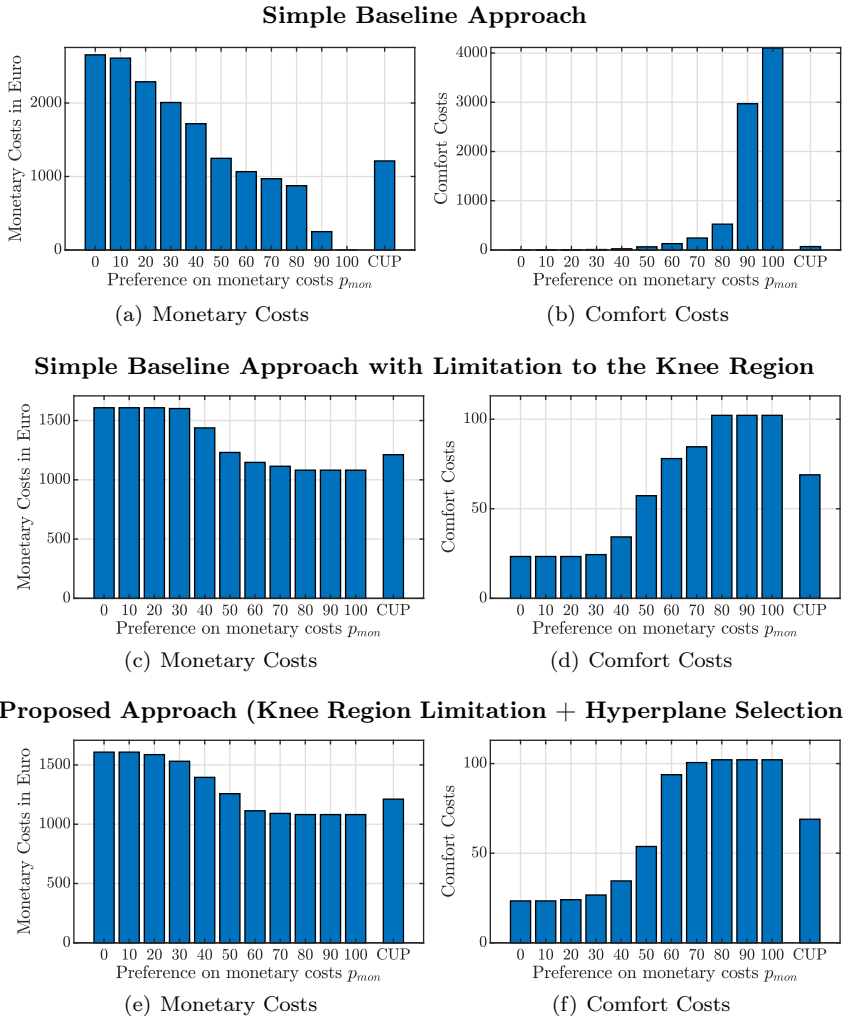 Simple Baseline Approach
Monetary Costs in Euro
2000
1000
0
0 10 20 30 40 50 60 70 80 90 100 CUP
Preference on monetary costs p_mon
(a) Monetary Costs
Comfort Costs
4000
3000
2000
1000
0
0 10 20 30 40 50 60 70 80 90 100 CUP
Preference on monetary costs p_mon
(b) Comfort Costs
Simple Baseline Approach with Limitation to the Knee Region
Monetary Costs in Euro
1500
1000
500
0
0 10 20 30 40 50 60 70 80 90 100 CUP
Preference on monetary costs p_mon
(c) Monetary Costs
Comfort Costs
100
50
0
0 10 20 30 40 50 60 70 80 90 100 CUP
Preference on monetary costs p_mon
(d) Comfort Costs
Proposed Approach (Knee Region Limitation + Hyperplane Selection
Monetary Costs in Euro
1500
1000
500
0
0 10 20 30 40 50 60 70 80 90 100 CUP
Preference on monetary costs p_mon
(e) Monetary Costs
Comfort Costs
100
50
0
0 10 20 30 40 50 60 70 80 90 100 CUP
Preference on monetary costs p_mon
(f) Comfort Costs